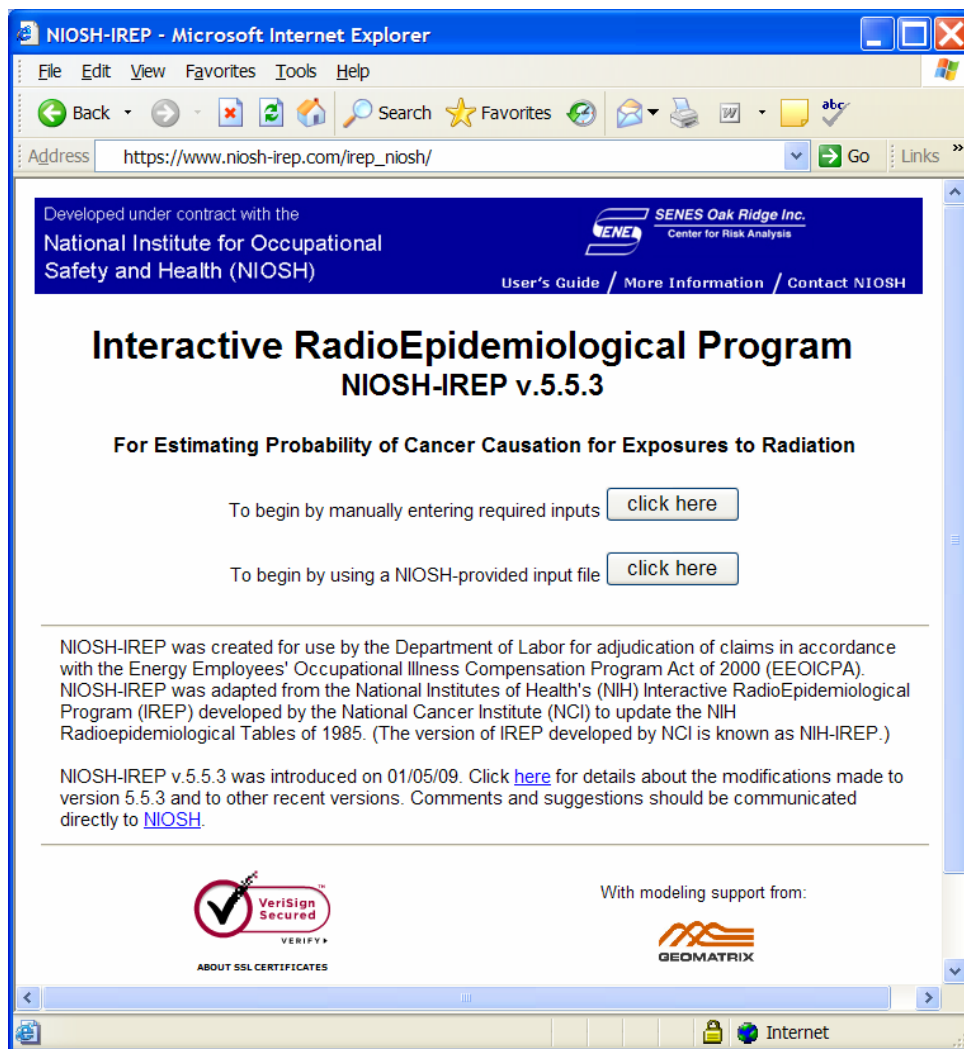 NIOSH-IREP - Microsoft Internet Explorer
File Edit View Favorites Tools Help
Back Search Favorites W abc
Address https://www.niosh-irep.com/irep_niosh/ Go Links »
Developed under contract with the
National Institute for Occupational
Safety and Health (NIOSH)
SENES
SENES Oak Ridge Inc.
Center for Risk Analysis
User's Guide / More Information / Contact NIOSH
Interactive RadioEpidemiological Program
NIOSH-IREP v.5.5.3
For Estimating Probability of Cancer Causation for Exposures to Radiation
To begin by manually entering required inputs click here
To begin by using a NIOSH-provided input file click here
NIOSH-IREP was created for use by the Department of Labor for adjudication of claims in accordance
with the Energy Employees' Occupational Illness Compensation Program Act of 2000 (EEOICPA).
NIOSH-IREP was adapted from the National Institutes of Health's (NIH) Interactive RadioEpidemiological
Program (IREP) developed by the National Cancer Institute (NCI) to update the NIH
Radioepidemiological Tables of 1985. (The version of IREP developed by NCI is known as NIH-IREP.)
NIOSH-IREP v.5.5.3 was introduced on 01/05/09. Click here for details about the modifications made to
version 5.5.3 and to other recent versions. Comments and suggestions should be communicated
directly to NIOSH.
VeriSign™
Secured
VERIFY
ABOUT SSL CERTIFICATES
With modeling support from:
GEOMATRIX
Internet